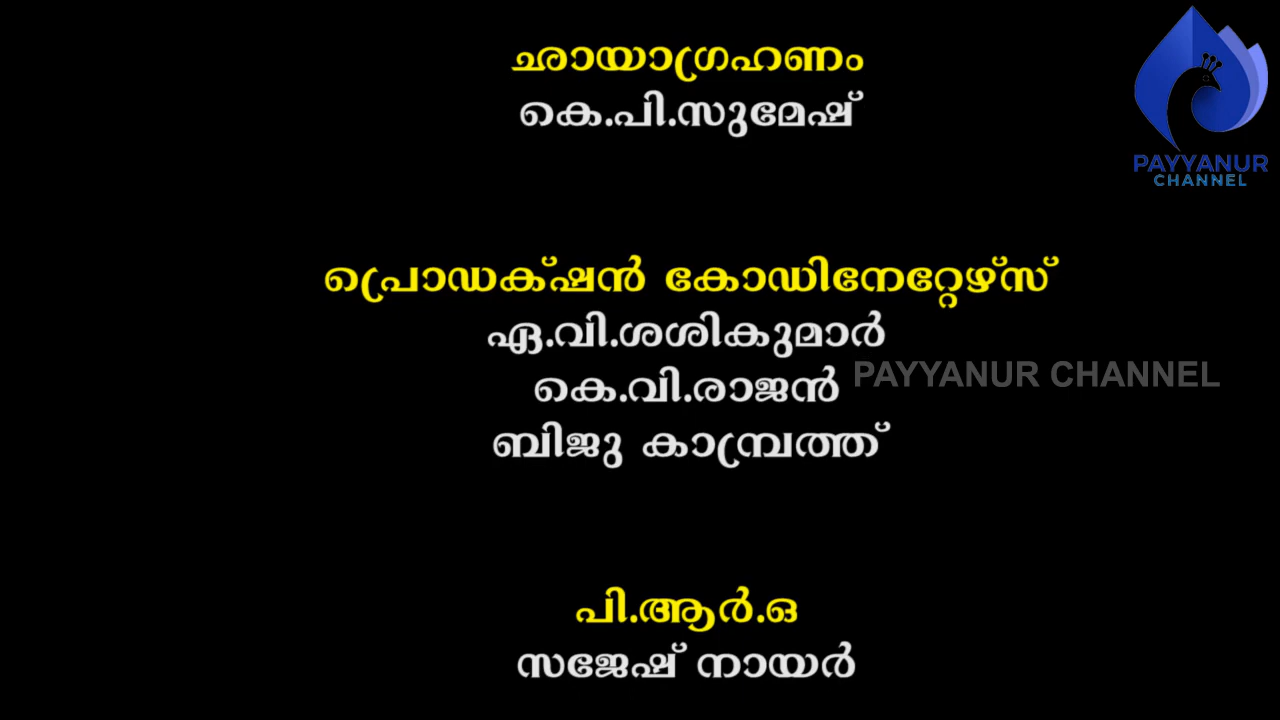 ഛായാഗ്രഹണം
കെ.പി.സുമേഷ്
PAYYANUR
CHANNEL
പ്രൊഡക്ഷൻ കോഡിനേറ്റേഴ്സ്
ഏ.വി.ശശികുമാർ
കെ.വി.രാജൻ
PAYYANUR CHANNEL
ബിജു കാമ്പ്രത്ത്
പി.ആർ.ഒ
സജേഷ് നായർ